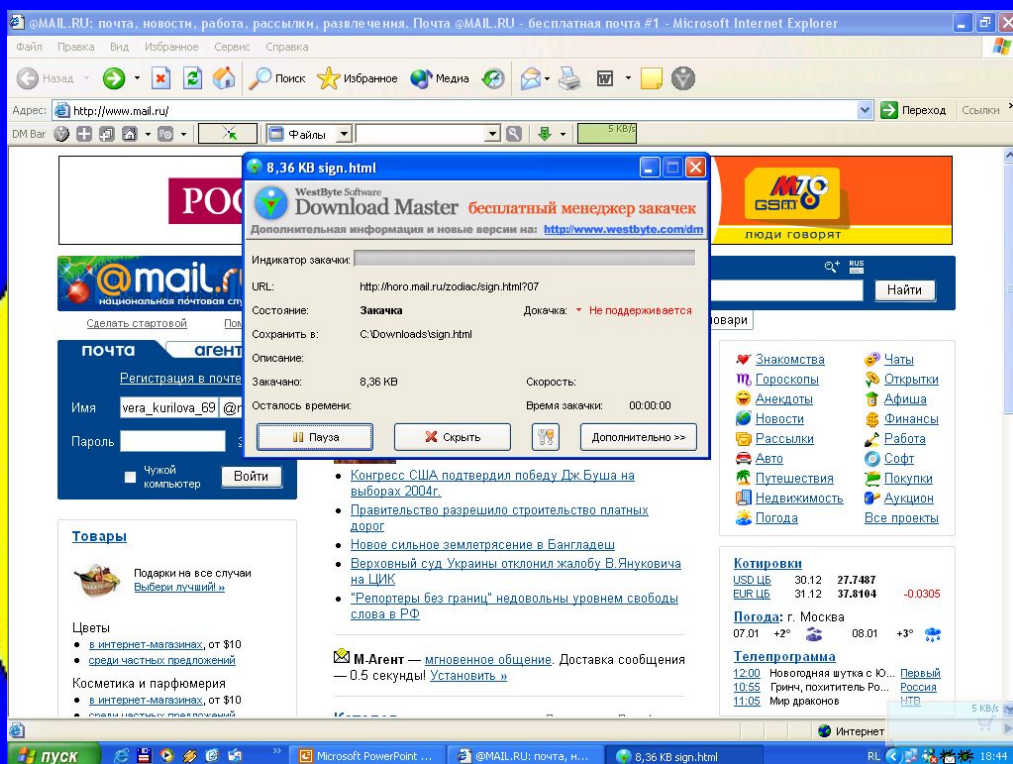 @MAIL.RU: почта, новости, работа, рассылки, развлечения. Почта @MAIL.RU - бесплатная почта #1 - Microsoft Internet Explorer
Файл Правка Вид Избранное Сервис Справка
Назад Поиск Избранное Медиа
Адрес: http://www.mail.ru/ Переход Ссылки
DM Bar Файлы 5 KB/s
8,36 KB sign.html
WestByte Software
Download Master бесплатный менеджер закачек
Дополнительная информация и новые версии на: http://www.westbyte.com/dm
Индикатор закачки:
URL: http://horo.mail.ru/zodiac/sign.html?07
Состояние: Закачка Докачка: Не поддерживается
Сохранить в: C:\Downloads\sign.html
Описание:
Закачано: 8,36 KB Скорость:
Осталось времени: Время закачки: 00:00:00
Пауза Скрыть Дополнительно >>
РОС
М70
GSM
люди говорят
@mail.ru
национальная почтовая
RUS
Найти
Сделать стартовой
почта агент
Регистрация в почте
Имя vera_kurilova_69
Пароль
Чужой
компьютер
Войти
Конгресс США подтвердил победу Дж.Буша на
выборах 2004г.
Правительство разрешило строительство платных
дорог
Новое сильное землетрясение в Бангладеш
Верховный суд Украины отклонил жалобу В.Януковича
на ЦИК
"Репортеры без границ" недовольны уровнем свободы
слова в РФ
М-Агент — мгновенное общение. Доставка сообщения
— 0.5 секунды! Установить »
Товары
Подарки на все случаи
Выбери лучший! »
Цветы
в интернет-магазинах, от $10
среди частных предложений
Косметика и парфюмерия
в интернет-магазинах, от $10
среди частных предложений
Знакомства Чаты
Гороскопы Открытки
Анекдоты Афиша
Новости Финансы
Рассылки Работа
Авто Софт
Путешествия Покупки
Недвижимость Аукцион
Погода Все проекты
Котировки
USD ЦБ 30.12 27.7487
EUR ЦБ 31.12 37.8104 -0.0305
Погода: г. Москва
07.01 +2° 08.01 +3°
Телепрограмма
12:00 Новогодняя шутка с Ю... Первый
10:55 Гринч, похититель Ро... Россия
11:05 Мир драконов НТВ
5 KB/s
Интернет
пуск Microsoft PowerPoint ... @MAIL.RU: почта, н... 8,36 KB sign.html RL 18:44